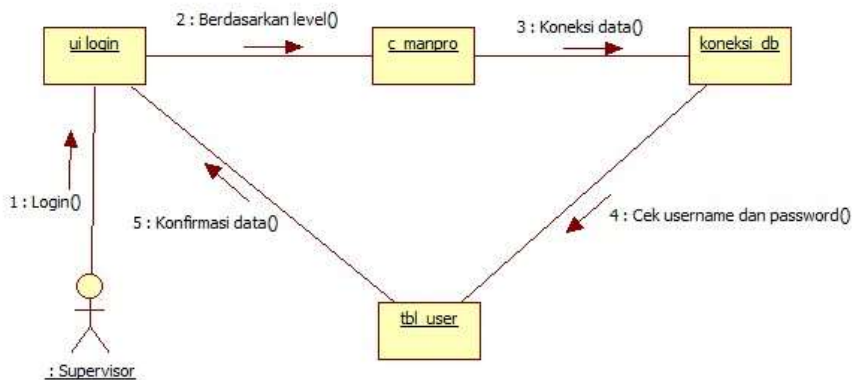 2 : Berdasarkan level()
3 : Koneksi data()
ui login
c_manpro
koneksi_db
1 : Login()
5 : Konfirmasi data()
4 : Cek username dan password()
tbl_user
: Supervisor